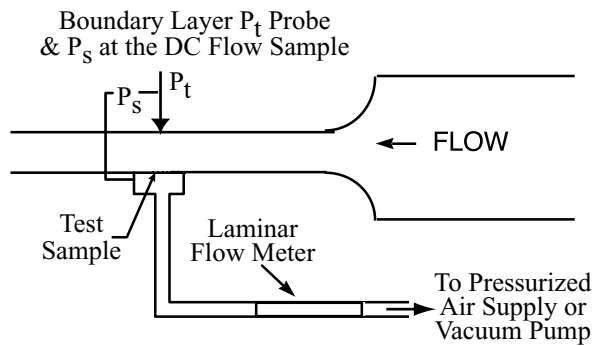 Boundary Layer Pt Probe
& Ps at the DC Flow Sample
Ps
Pt
FLOW
Test
Sample
Laminar
Flow Meter
To Pressurized
Air Supply or
Vacuum Pump